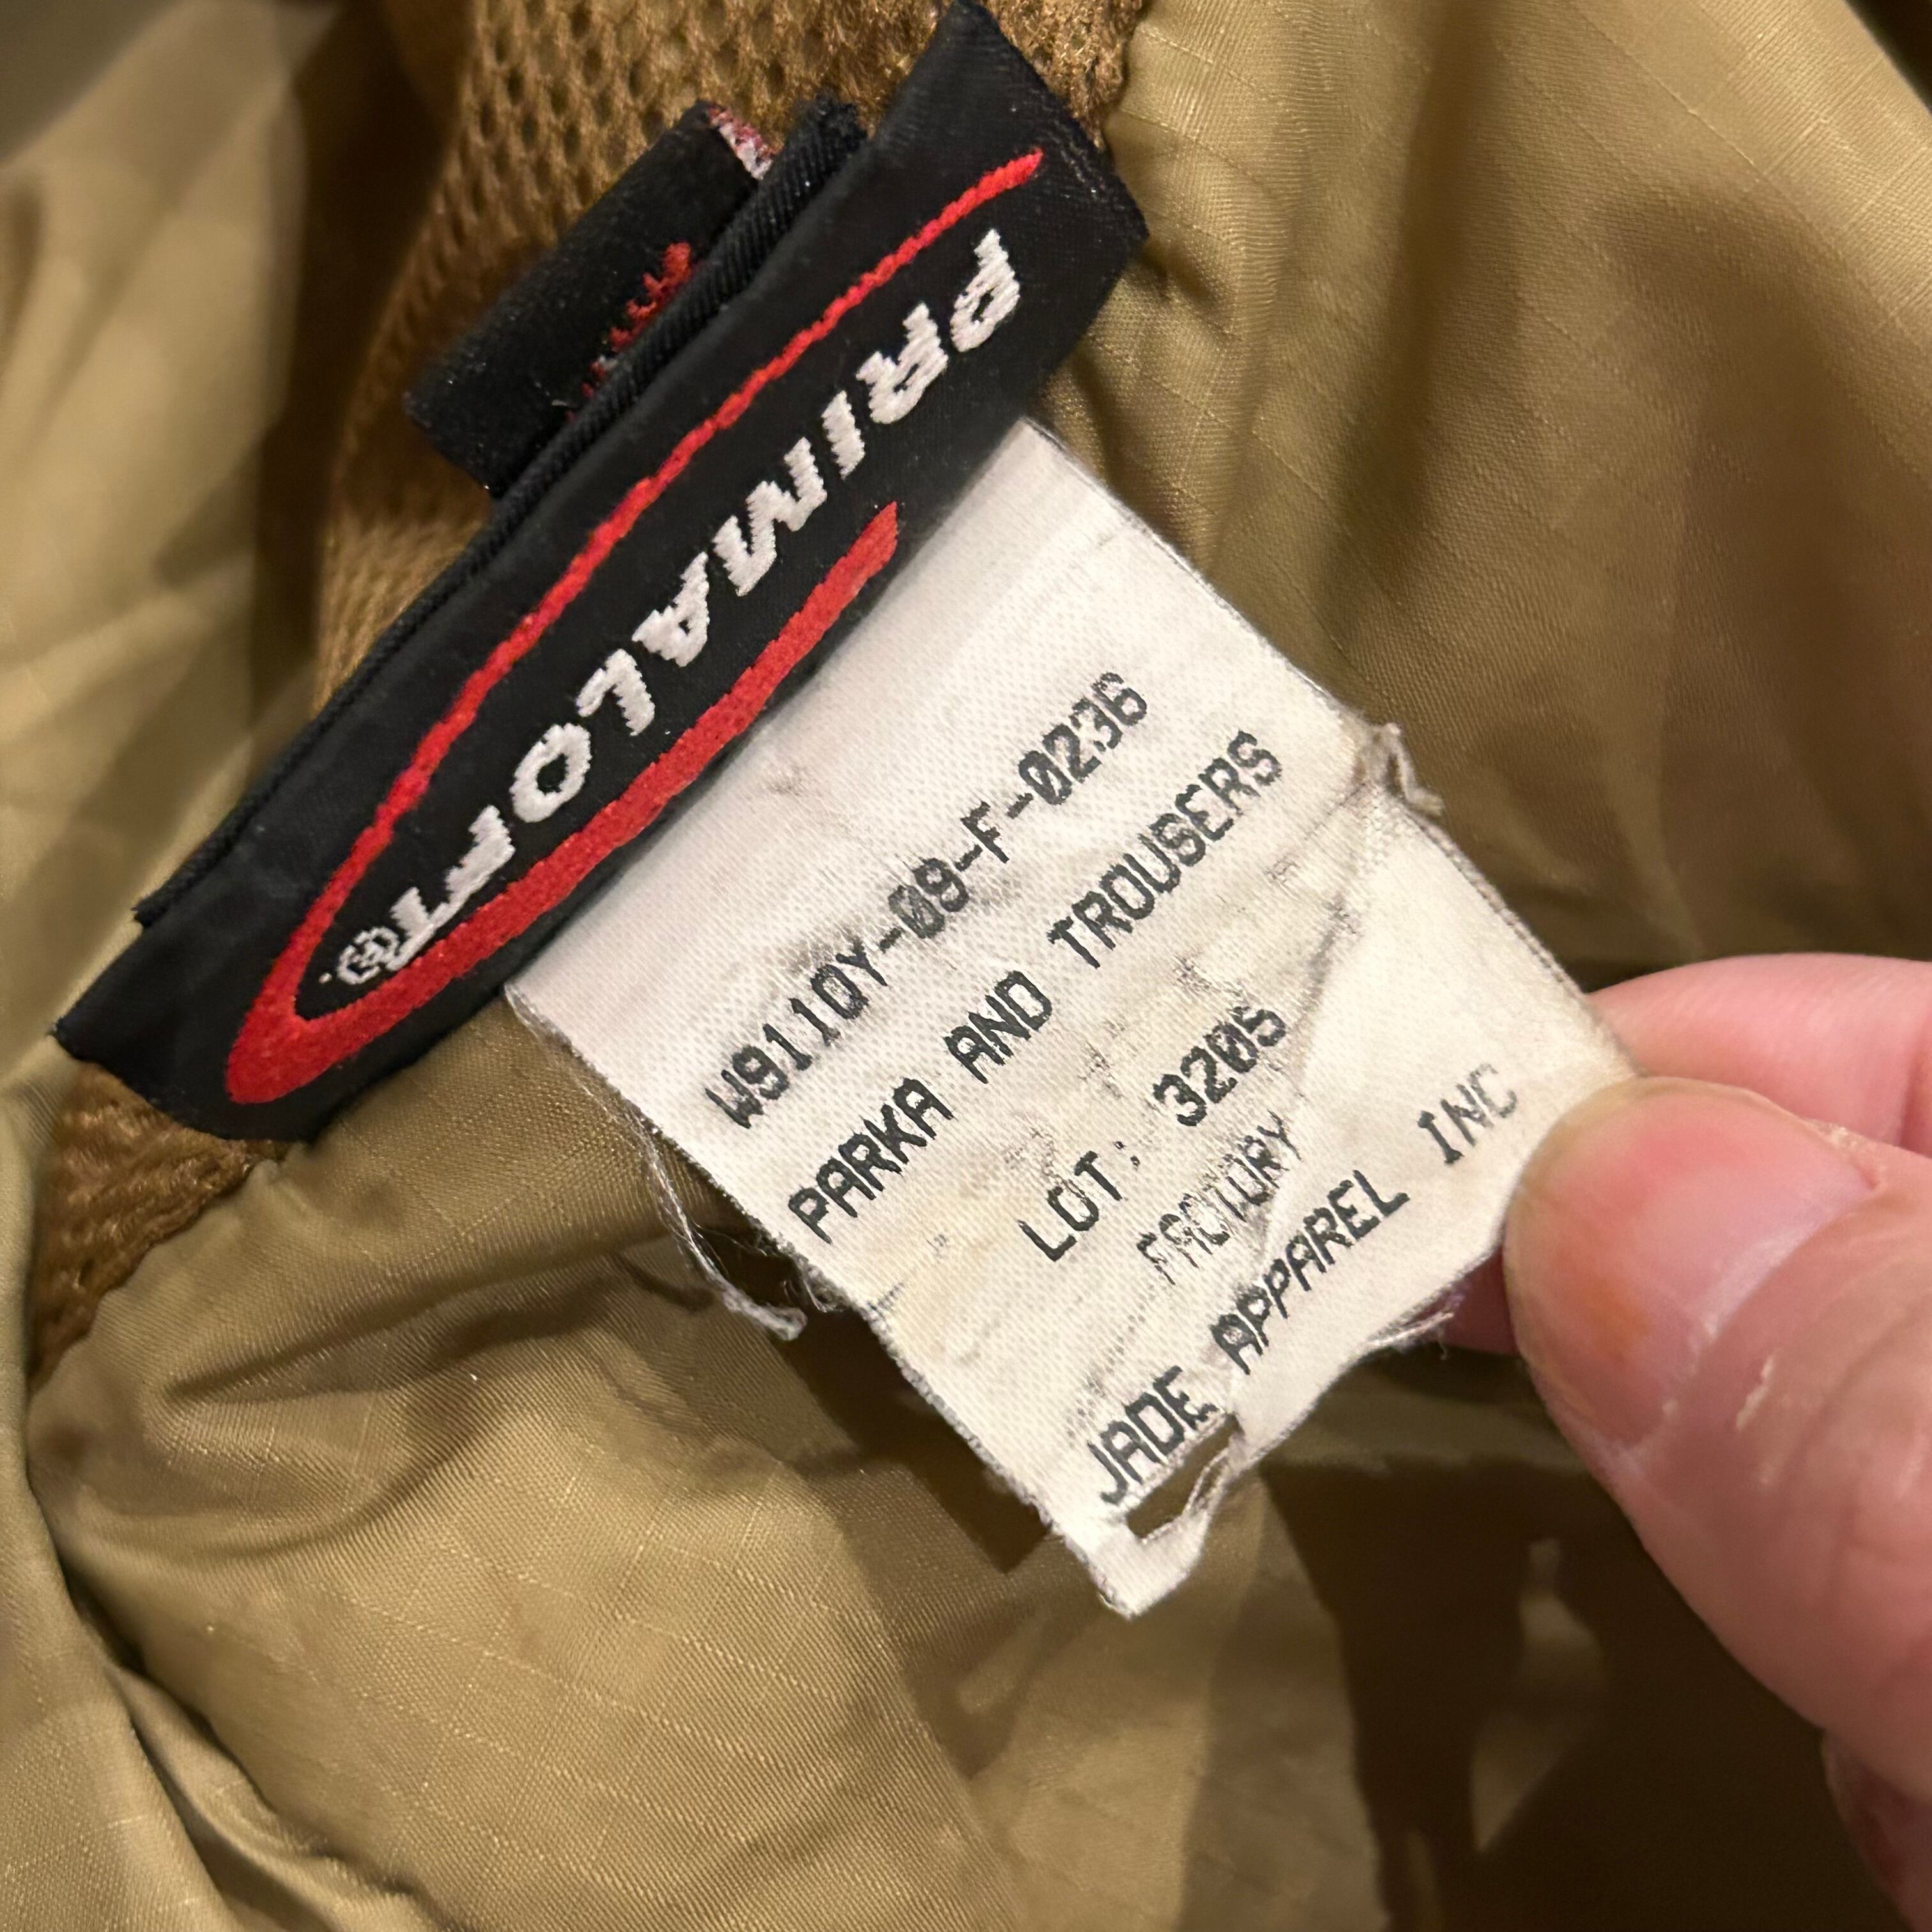 PRIMALOFT®
W911QY-09-F-0236
PARKA AND TROUSERS
LOT: 3205
FACTORY
JADE APPAREL INC